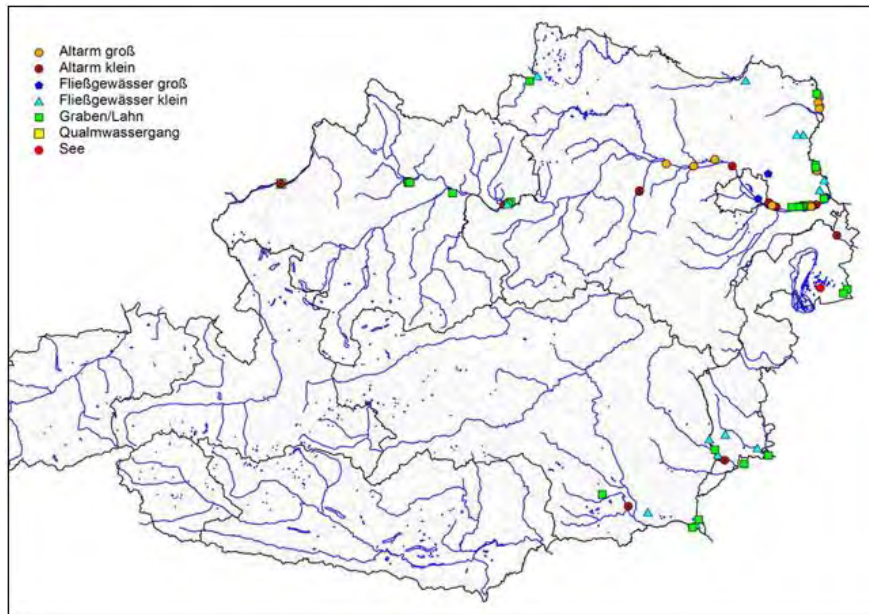 Altarm groß
Altarm klein
Fließgewässer groß
Fließgewässer klein
Graben/Lahn
Qualmwassergang
See